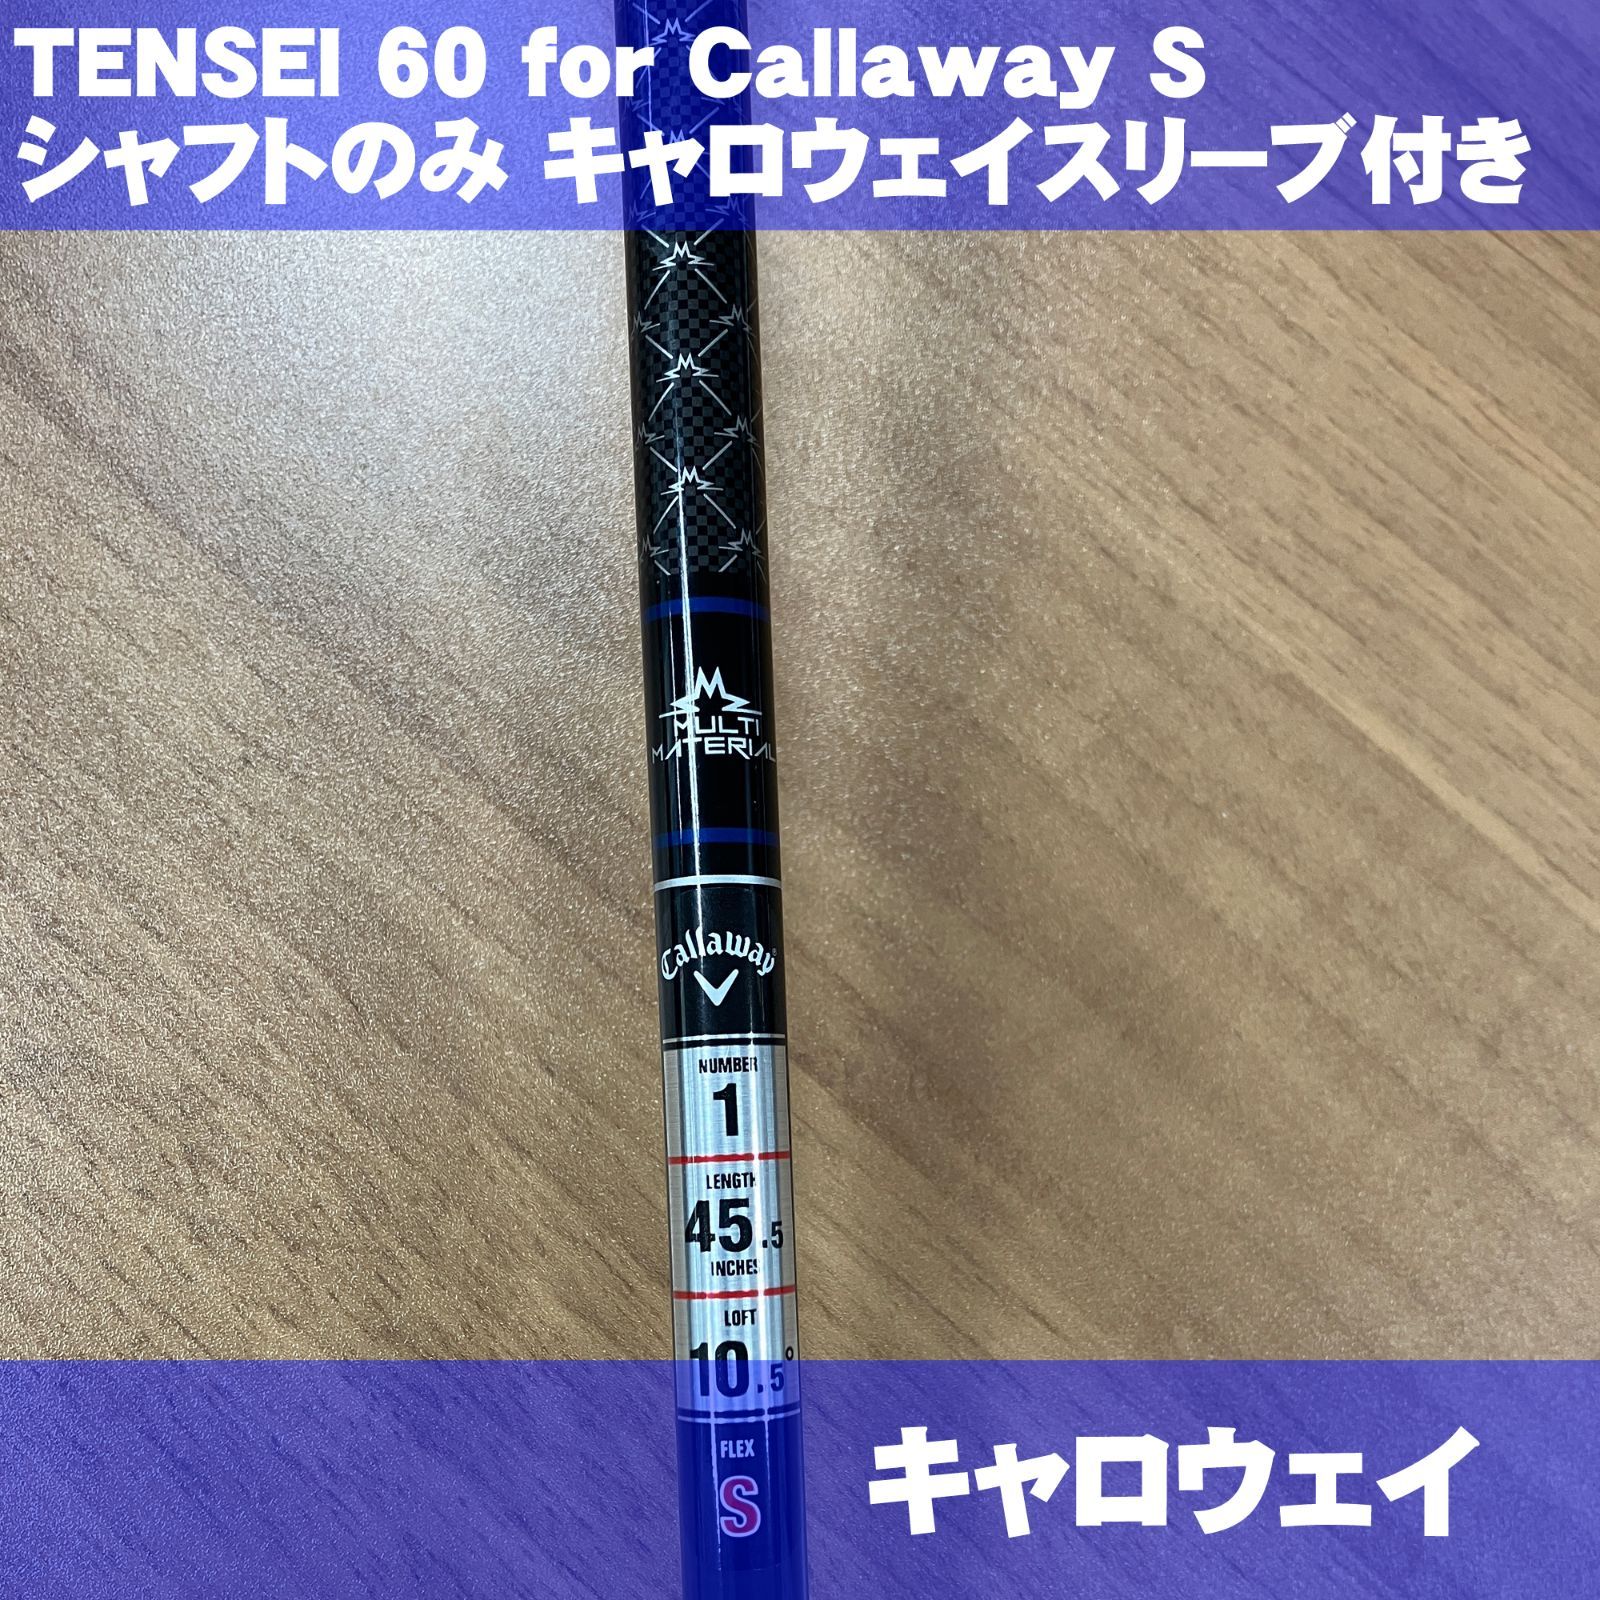 TENSEI 60 for Callaway S
シャフトのみ キャロウェイスリーブ付き
MULTI
MATERIAL
Callaway
NUMBER
1
LENGTH
45.5
INCHES
LOFT
10.5°
FLEX
S
キャロウェイ